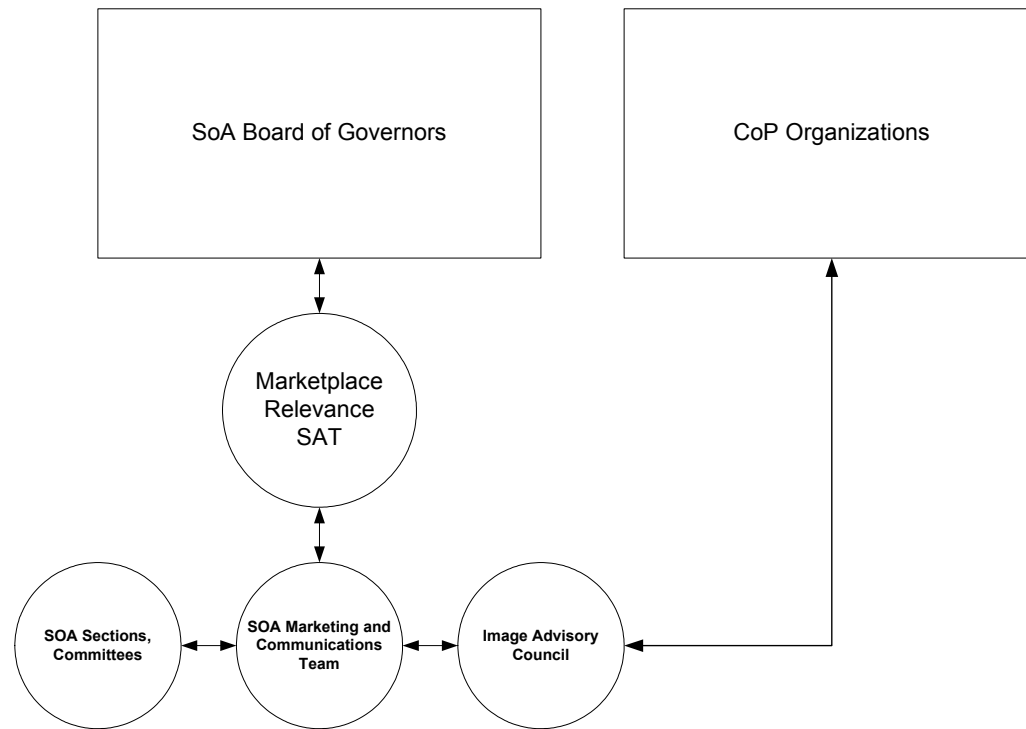 SoA Board of Governors
CoP Organizations
Marketplace
Relevance
SAT
SOA Sections,
Committees
SOA Marketing and
Communications
Team
Image Advisory
Council